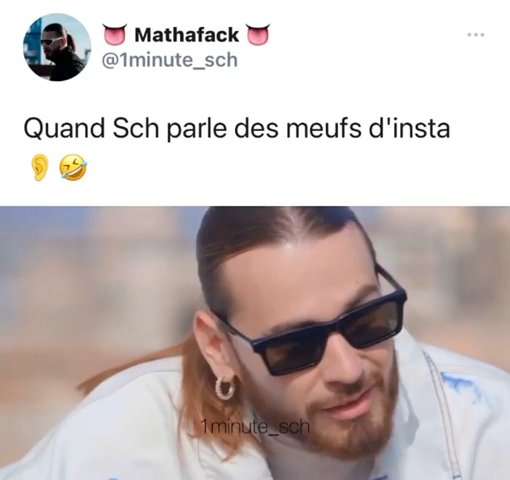 👅 Mathafack 👅
@1minute_sch
Quand Sch parle des meufs d'insta
👂🤣
1minute_sch